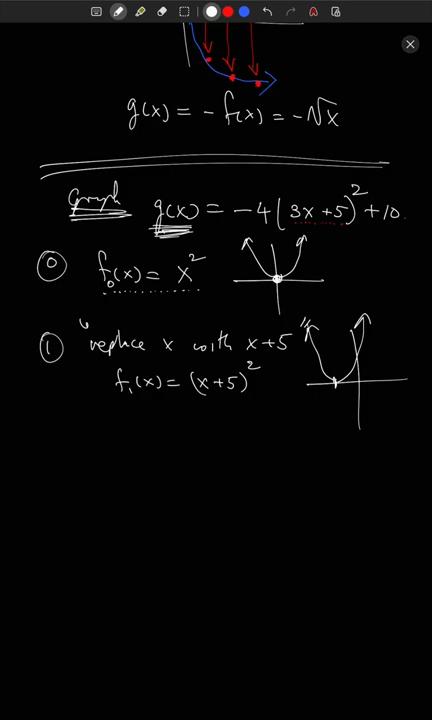 g(x) = - f(x) = -√x
Graph g(x) = -4(3x+5)² + 10.
⓪ f₀(x) = x²
① "replace x with x+5"
f₁(x) = (x+5)²